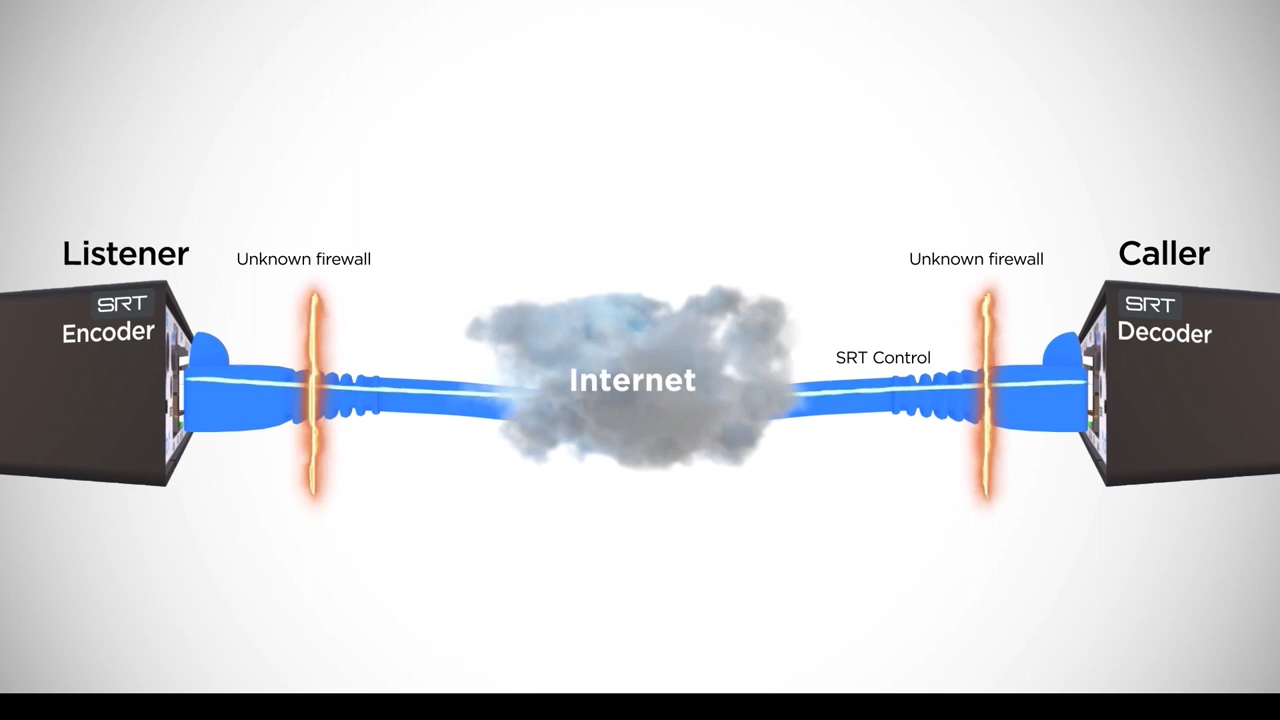 Listener
Unknown firewall
SRT
Encoder
Internet
SRT Control
Unknown firewall
Caller
SRT
Decoder